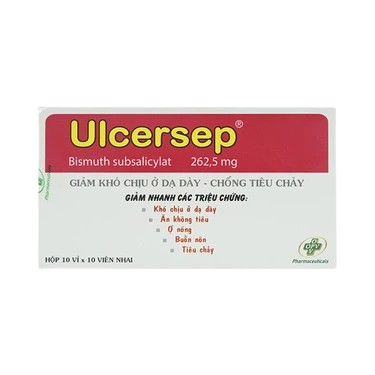 Ulcersep®
Bismuth subsalicylat 262,5 mg
GIẢM KHÓ CHỊU Ở DẠ DÀY - CHỐNG TIÊU CHẢY
GIẢM NHANH CÁC TRIỆU CHỨNG:
Khó chịu ở dạ dày
Ăn không tiêu
Ợ nóng
Buồn nôn
Tiêu chảy
HỘP 10 VỈ x 10 VIÊN NHAI
OPV
Pharmaceuticals